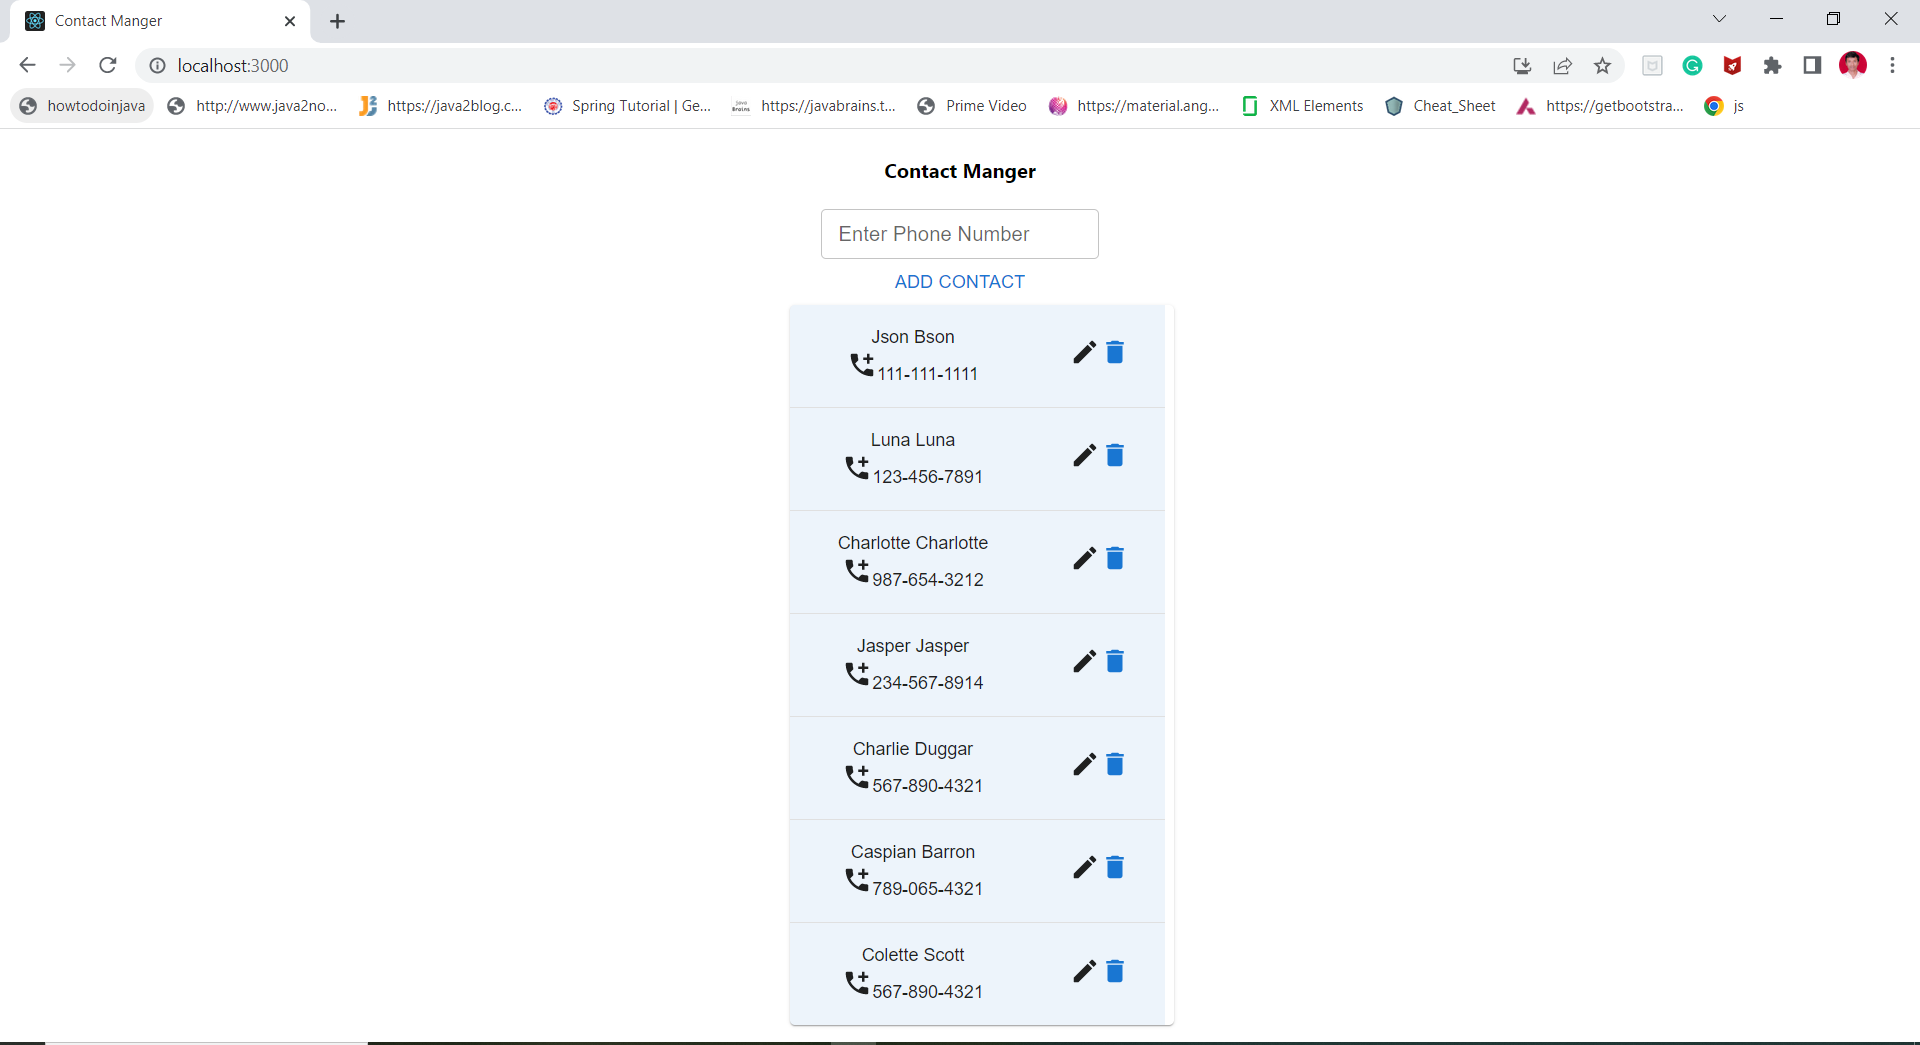 Contact Manger
localhost:3000
howtodoinjava http://www.java2no... https://java2blog.c... Spring Tutorial | Ge... https://javabrains.t... Prime Video https://material.ang... XML Elements Cheat_Sheet https://getbootstra... js
Contact Manger
Enter Phone Number
ADD CONTACT
Json Bson
111-111-1111
Luna Luna
123-456-7891
Charlotte Charlotte
987-654-3212
Jasper Jasper
234-567-8914
Charlie Duggar
567-890-4321
Caspian Barron
789-065-4321
Colette Scott
567-890-4321